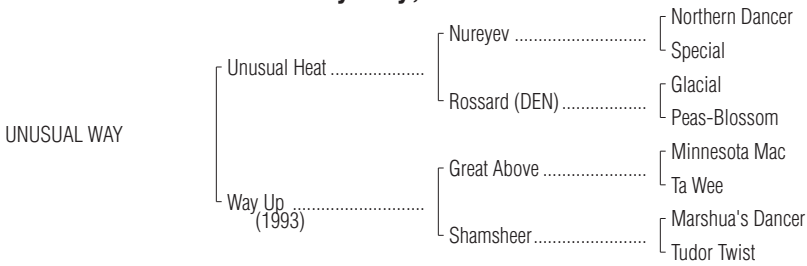 Northern Dancer
Nureyev ..............................
Special
Unusual Heat .....................
Glacial
Rossard (DEN) ...................
Peas-Blossom
UNUSUAL WAY
Minnesota Mac
Great Above ........................
Ta Wee
Way Up ..............................
(1993)
Marshua's Dancer
Shamsheer .........................
Tudor Twist